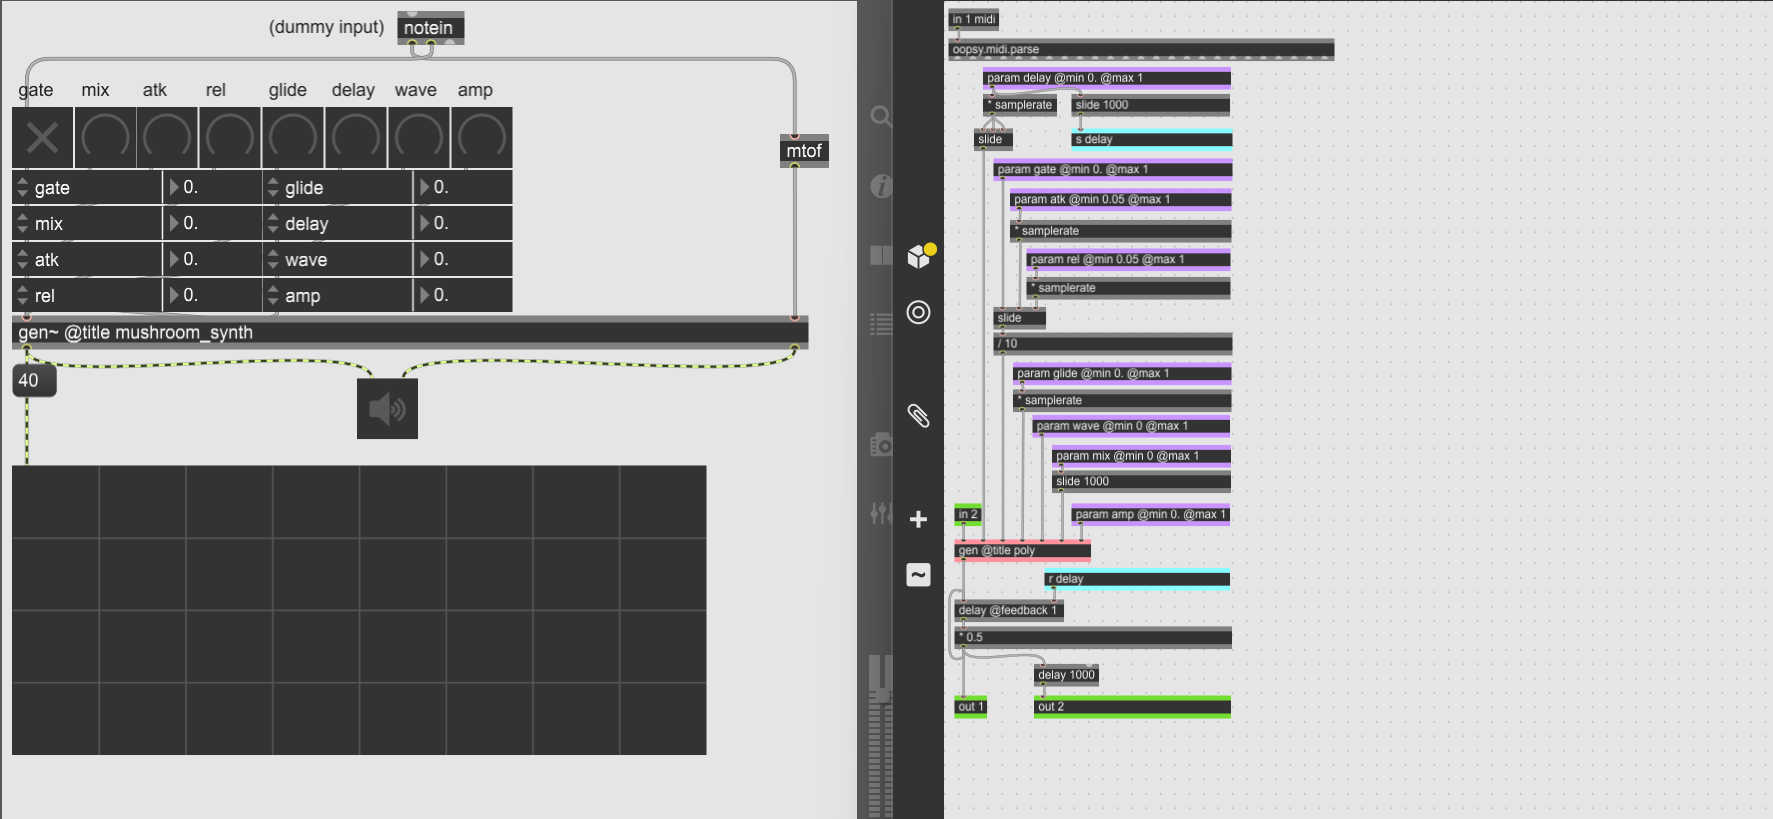 (dummy input)
notein
gate mix atk rel glide delay wave amp
mtof
gate 0. glide 0.
mix 0. delay 0.
atk 0. wave 0.
rel 0. amp 0.
gen~ @title mushroom_synth
40
in 1 midi
oopsy.midi.parse
param delay @min 0. @max 1
* samplerate
slide 1000
slide
s delay
param gate @min 0. @max 1
param atk @min 0.05 @max 1
* samplerate
param rel @min 0.05 @max 1
* samplerate
slide
/ 10
param glide @min 0. @max 1
* samplerate
param wave @min 0 @max 1
param mix @min 0 @max 1
slide 1000
in 2
param amp @min 0. @max 1
gen @title poly
r delay
delay @feedback 1
* 0.5
delay 1000
out 1
out 2